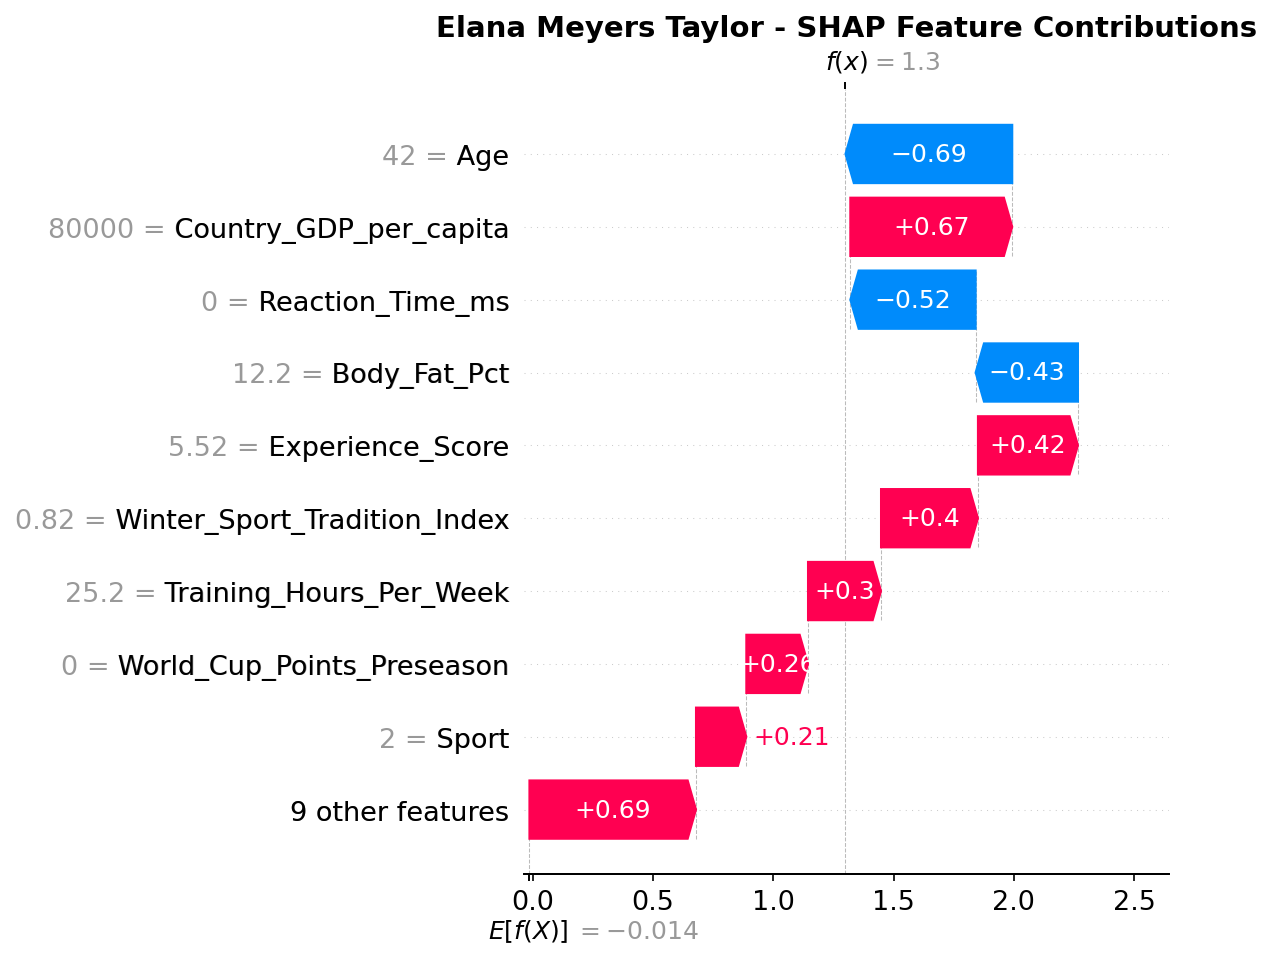 Elana Meyers Taylor - SHAP Feature Contributions
f(x) = 1.3
42 = Age
−0.69
80000 = Country_GDP_per_capita
+0.67
0 = Reaction_Time_ms
−0.52
12.2 = Body_Fat_Pct
−0.43
5.52 = Experience_Score
+0.42
0.82 = Winter_Sport_Tradition_Index
+0.4
25.2 = Training_Hours_Per_Week
+0.3
0 = World_Cup_Points_Preseason
+0.26
2 = Sport
+0.21
9 other features
+0.69
0.0 0.5 1.0 1.5 2.0 2.5
E[f(X)] = −0.014